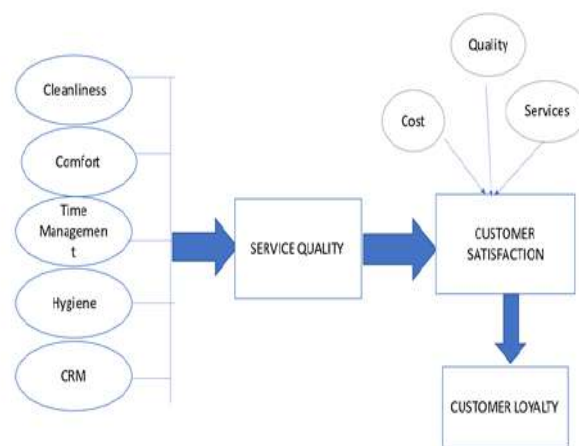 Cleanliness
Comfort
Time
Managemen
t
Hygiene
CRM
SERVICE QUALITY
Quality
Cost
Services
CUSTOMER
SATISFACTION
CUSTOMER LOYALTY